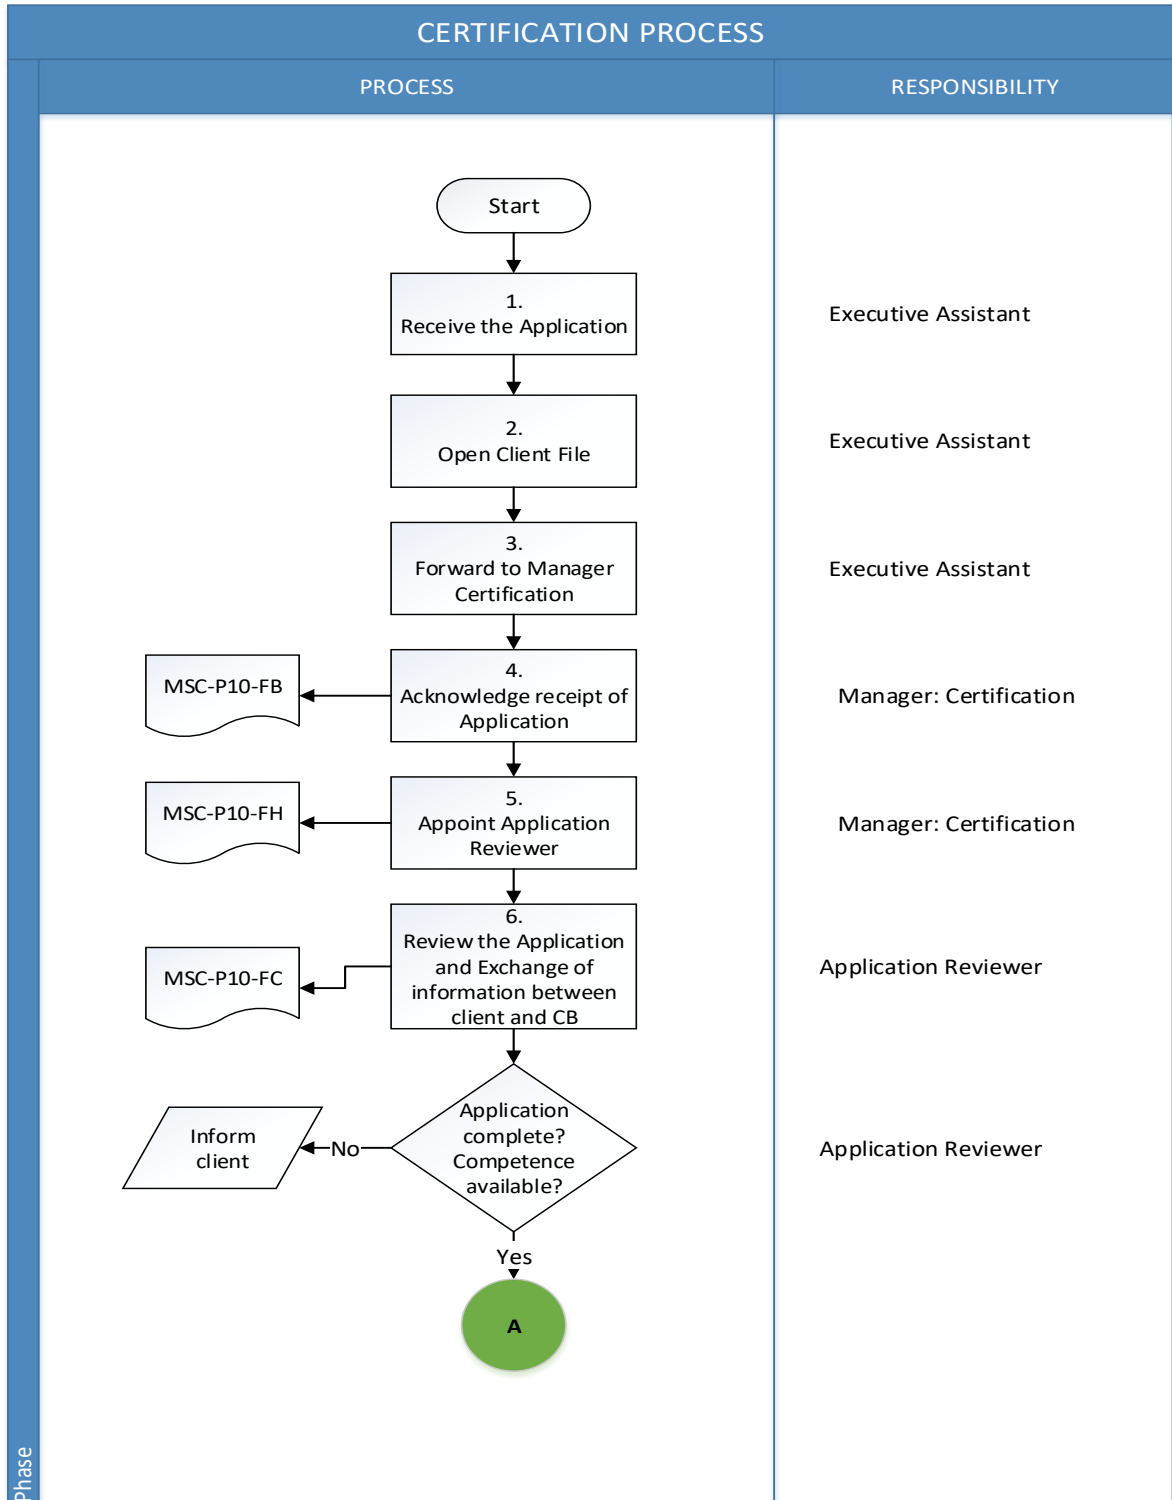 CERTIFICATION PROCESS
PROCESS
RESPONSIBILITY
Start
1.
Receive the Application
Executive Assistant
2.
Open Client File
Executive Assistant
3.
Forward to Manager
Certification
Executive Assistant
MSC-P10-FB
4.
Acknowledge receipt of
Application
Manager: Certification
MSC-P10-FH
5.
Appoint Application
Reviewer
Manager: Certification
MSC-P10-FC
6.
Review the Application
and Exchange of
information between
client and CB
Application Reviewer
Inform
client
No
Application
complete?
Competence
available?
Application Reviewer
Yes
A
Phase